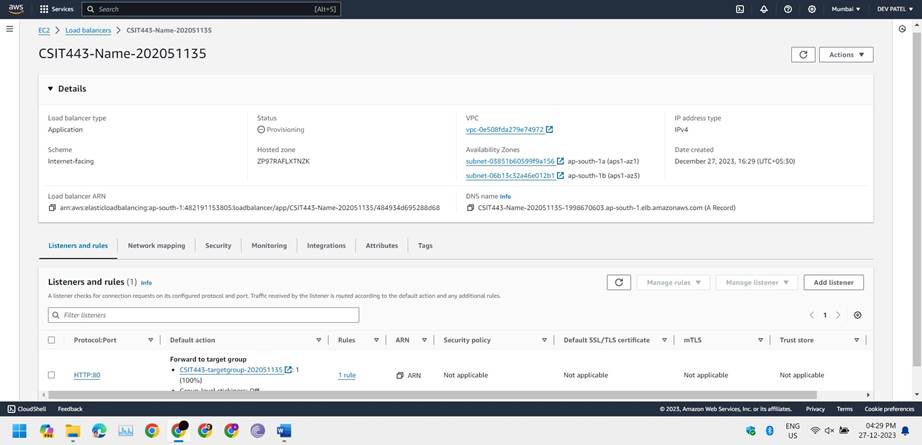 aws
Services
Search [Alt+S]
Mumbai
DEV PATEL
EC2 > Load balancers > CSIT443-Name-202051135
CSIT443-Name-202051135
Actions
Details
Load balancer type
Application
Status
Provisioning
VPC
vpc-0e508fda279e74972
IP address type
IPv4
Scheme
Internet-facing
Hosted zone
ZP97RAFLXTNZK
Availability Zones
subnet-03851b60599f9a156 ap-south-1a (aps1-az1)
subnet-06b13c32a46e012b1 ap-south-1b (aps1-az3)
Date created
December 27, 2023, 16:29 (UTC+05:30)
Load balancer ARN
arn:aws:elasticloadbalancing:ap-south-1:482191153805:loadbalancer/app/CSIT443-Name-202051135/484934d695288d68
DNS name Info
CSIT443-Name-202051135-1998670603.ap-south-1.elb.amazonaws.com (A Record)
Listeners and rules Network mapping Security Monitoring Integrations Attributes Tags
Listeners and rules (1) Info
Manage rules Manage listener Add listener
A listener checks for connection requests on its configured protocol and port. Traffic received by the listener is routed according to the default action and any additional rules.
Filter listeners
1
Protocol:Port Default action Rules ARN Security policy Default SSL/TLS certificate mTLS Trust store
Forward to target group
CSIT443-targetgroup-202051135 : 1
(100%)
Group-level stickiness: Off
HTTP:80 1 rule ARN Not applicable Not applicable Not applicable Not applicable
CloudShell Feedback © 2023, Amazon Web Services, Inc. or its affiliates. Privacy Terms Cookie preferences
ENG
US
04:29 PM
27-12-2023